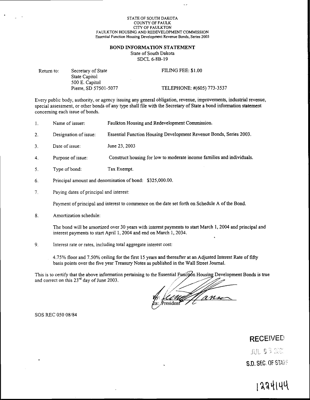 STATE OF SOUTH DAKOTA
COUNTY OF FAULK
CITY OF FAULKTON
FAULKTON HOUSING AND REDEVELOPMENT COMMISSION
Essential Function Housing Development Revenue Bonds, Series 2003
BOND INFORMATION STATEMENT
State of South Dakota
SDCL 6-8B-19
Return to: Secretary of State FILING FEE: $1.00
State Capitol
500 E. Capitol
Pierre, SD 57501-5077 TELEPHONE: #(605) 773-3537
Every public body, authority, or agency issuing any general obligation, revenue, improvements, industrial revenue,
special assessment, or other bonds of any type shall file with the Secretary of State a bond information statement
concerning each issue of bonds.
1. Name of issuer: Faulkton Housing and Redevelopment Commission.
2. Designation of issue: Essential Function Housing Development Revenue Bonds, Series 2003.
3. Date of issue: June 23, 2003
4. Purpose of issue: Construct housing for low to moderate income families and individuals.
5. Type of bond: Tax Exempt.
6. Principal amount and denomination of bond: $325,000.00.
7. Paying dates of principal and interest:
Payment of principal and interest to commence on the date set forth on Schedule A of the Bond.
8. Amortization schedule:
The bond will be amortized over 30 years with interest payments to start March 1, 2004 and principal and
interest payments to start April 1, 2004 and end on March 1, 2034.
9. Interest rate or rates, including total aggregate interest cost:
4.75% floor and 7.50% ceiling for the first 15 years and thereafter at an Adjusted Interest Rate of fifty
basis points over the five year Treasury Notes as published in the Wall Street Journal.
This is to certify that the above information pertaining to the Essential Function Housing Development Bonds is true
and correct on this 23rd day of June 2003.
By:
Its: President
SOS REC 050 08/84
RECEIVED
JUL
S.D. SEC. OF STATE
1224144